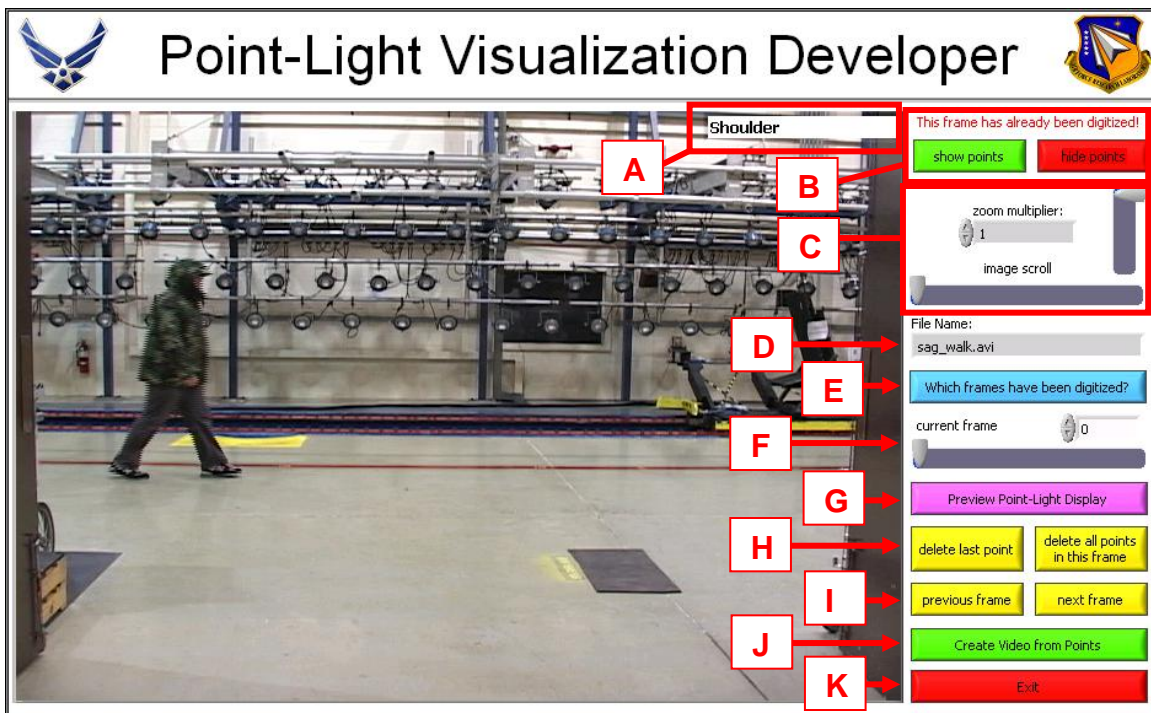 Point-Light Visualization Developer
Shoulder
This frame has already been digitized!
show points
hide points
A
B
zoom multiplier:
1
C
image scroll
File Name:
D
sag_walk.avi
E
Which frames have been digitized?
current frame
0
F
G
Preview Point-Light Display
H
delete last point
delete all points
in this frame
I
previous frame
next frame
J
Create Video from Points
K
Exit